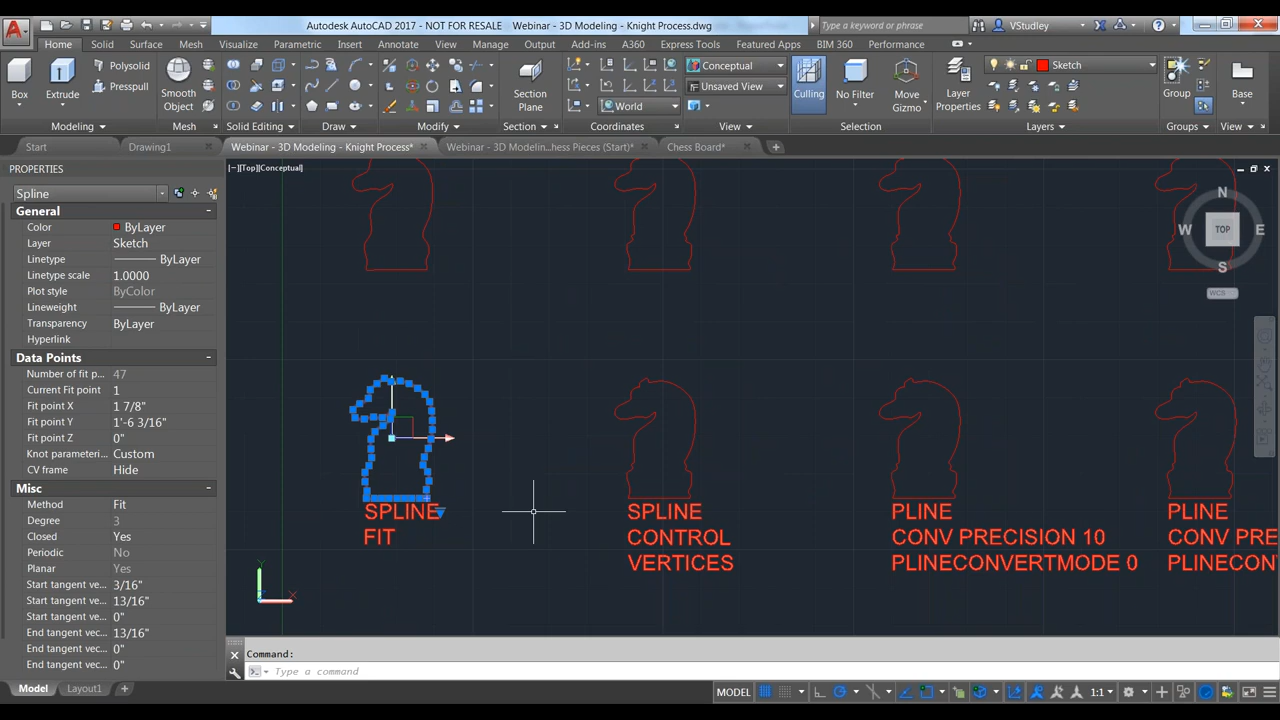 Autodesk AutoCAD 2017 - NOT FOR RESALE Webinar - 3D Modeling - Knight Process.dwg
Type a keyword or phrase
VStudley
Home Solid Surface Mesh Visualize Parametric Insert Annotate View Manage Output Add-ins A360 Express Tools Featured Apps BIM 360 Performance
Polysolid
Presspull
Box
Extrude
Smooth
Object
Section
Plane
World
Conceptual
Unsaved View
Culling
No Filter
Move
Gizmo
Layer
Properties
Sketch
Group
Base
Modeling
Mesh
Solid Editing
Draw
Modify
Section
Coordinates
View
Selection
Layers
Groups
View
Start
Drawing1
Webinar - 3D Modeling - Knight Process*
Webinar - 3D Modelin...hess Pieces (Start)*
Chess Board*
PROPERTIES
[−][Top][Conceptual]
Spline
General
Color ByLayer
Layer Sketch
Linetype ByLayer
Linetype scale 1.0000
Plot style ByColor
Lineweight ByLayer
Transparency ByLayer
Hyperlink
Data Points
Number of fit p... 47
Current Fit point 1
Fit point X 1 7/8"
Fit point Y 1'-6 3/16"
Fit point Z 0"
Knot parameteri... Custom
CV frame Hide
Misc
Method Fit
Degree 3
Closed Yes
Periodic No
Planar Yes
Start tangent ve... 3/16"
Start tangent vec... 13/16"
Start tangent ve... 0"
End tangent vec... 13/16"
End tangent vec... 0"
End tangent vec... 0"
N
W TOP E
S
WCS
SPLINE
FIT
SPLINE
CONTROL
VERTICES
PLINE
CONV PRECISION 10
PLINECONVERTMODE 0
PLINE
CONV PRE
PLINECON
Y
X
Command:
Type a command
Model Layout1
MODEL
1:1